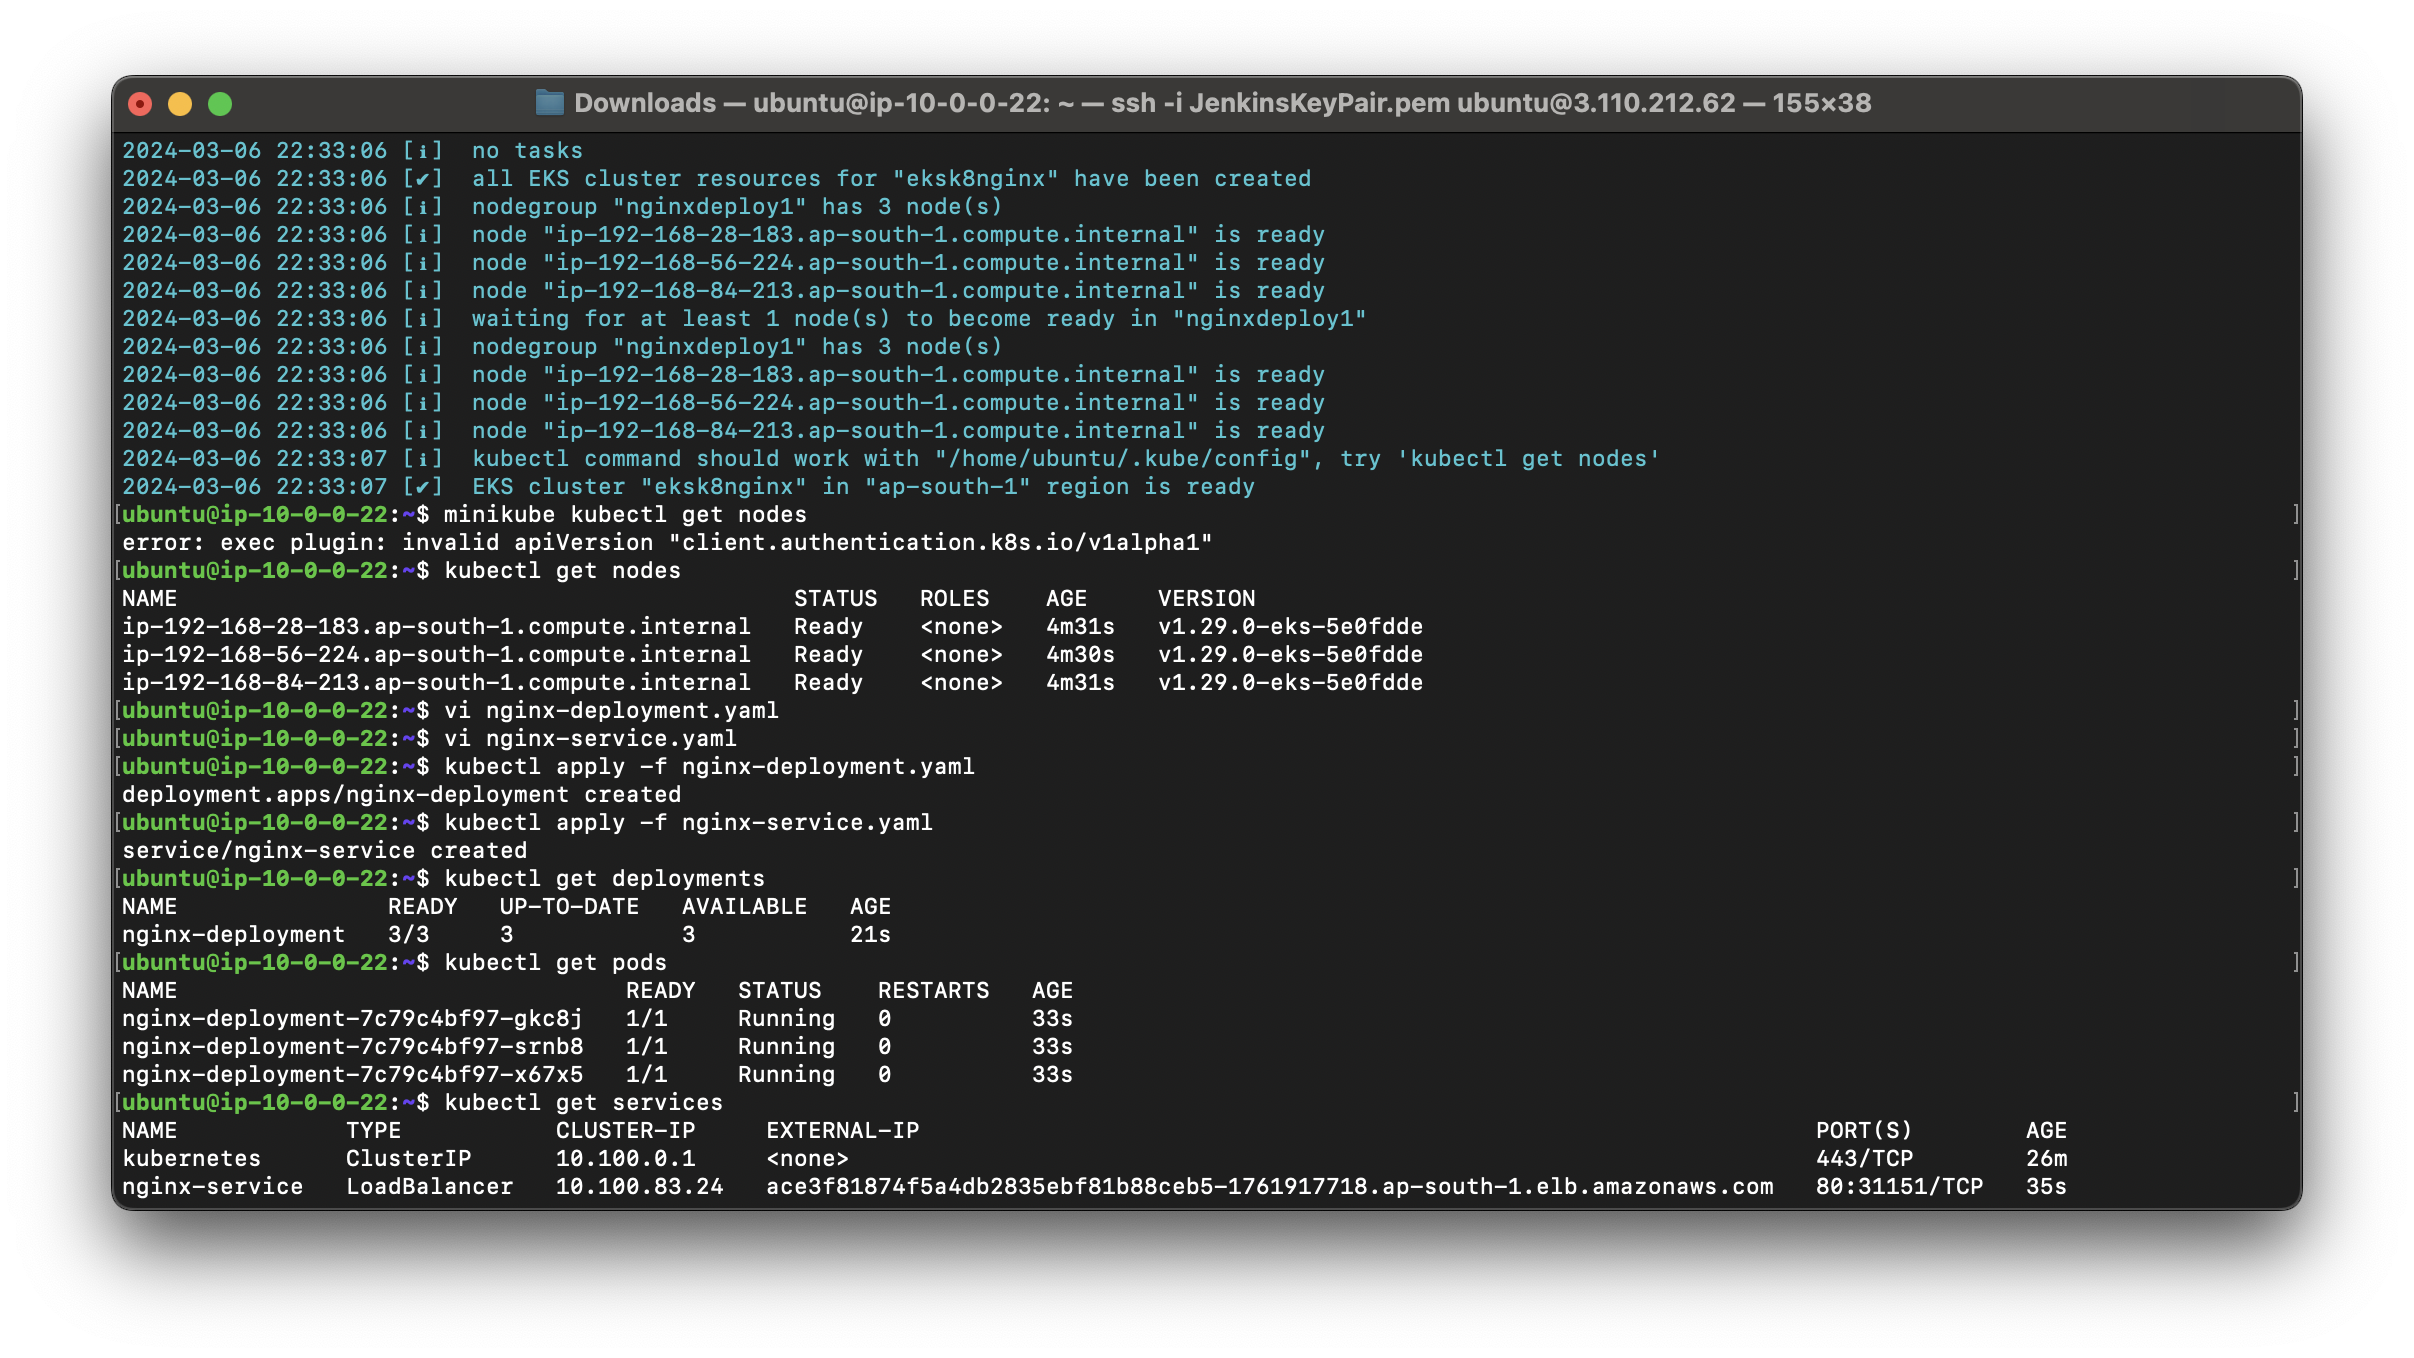 Downloads — ubuntu@ip-10-0-0-22: ~ — ssh -i JenkinsKeyPair.pem ubuntu@3.110.212.62 — 155×38
2024-03-06 22:33:06 [ℹ]  no tasks
2024-03-06 22:33:06 [✔]  all EKS cluster resources for "eksk8nginx" have been created
2024-03-06 22:33:06 [ℹ]  nodegroup "nginxdeploy1" has 3 node(s)
2024-03-06 22:33:06 [ℹ]  node "ip-192-168-28-183.ap-south-1.compute.internal" is ready
2024-03-06 22:33:06 [ℹ]  node "ip-192-168-56-224.ap-south-1.compute.internal" is ready
2024-03-06 22:33:06 [ℹ]  node "ip-192-168-84-213.ap-south-1.compute.internal" is ready
2024-03-06 22:33:06 [ℹ]  waiting for at least 1 node(s) to become ready in "nginxdeploy1"
2024-03-06 22:33:06 [ℹ]  nodegroup "nginxdeploy1" has 3 node(s)
2024-03-06 22:33:06 [ℹ]  node "ip-192-168-28-183.ap-south-1.compute.internal" is ready
2024-03-06 22:33:06 [ℹ]  node "ip-192-168-56-224.ap-south-1.compute.internal" is ready
2024-03-06 22:33:06 [ℹ]  node "ip-192-168-84-213.ap-south-1.compute.internal" is ready
2024-03-06 22:33:07 [ℹ]  kubectl command should work with "/home/ubuntu/.kube/config", try 'kubectl get nodes'
2024-03-06 22:33:07 [✔]  EKS cluster "eksk8nginx" in "ap-south-1" region is ready
[ubuntu@ip-10-0-0-22:~$ minikube kubectl get nodes ]
error: exec plugin: invalid apiVersion "client.authentication.k8s.io/v1alpha1"
[ubuntu@ip-10-0-0-22:~$ kubectl get nodes ]
NAME                                            STATUS   ROLES    AGE     VERSION
ip-192-168-28-183.ap-south-1.compute.internal   Ready    <none>   4m31s   v1.29.0-eks-5e0fdde
ip-192-168-56-224.ap-south-1.compute.internal   Ready    <none>   4m30s   v1.29.0-eks-5e0fdde
ip-192-168-84-213.ap-south-1.compute.internal   Ready    <none>   4m31s   v1.29.0-eks-5e0fdde
[ubuntu@ip-10-0-0-22:~$ vi nginx-deployment.yaml ]
[ubuntu@ip-10-0-0-22:~$ vi nginx-service.yaml ]
[ubuntu@ip-10-0-0-22:~$ kubectl apply -f nginx-deployment.yaml ]
deployment.apps/nginx-deployment created
[ubuntu@ip-10-0-0-22:~$ kubectl apply -f nginx-service.yaml ]
service/nginx-service created
[ubuntu@ip-10-0-0-22:~$ kubectl get deployments ]
NAME               READY   UP-TO-DATE   AVAILABLE   AGE
nginx-deployment   3/3     3            3           21s
[ubuntu@ip-10-0-0-22:~$ kubectl get pods ]
NAME                                READY   STATUS    RESTARTS   AGE
nginx-deployment-7c79c4bf97-gkc8j   1/1     Running   0          33s
nginx-deployment-7c79c4bf97-srnb8   1/1     Running   0          33s
nginx-deployment-7c79c4bf97-x67x5   1/1     Running   0          33s
[ubuntu@ip-10-0-0-22:~$ kubectl get services ]
NAME            TYPE           CLUSTER-IP     EXTERNAL-IP                                                                PORT(S)        AGE
kubernetes      ClusterIP      10.100.0.1     <none>                                                                     443/TCP        26m
nginx-service   LoadBalancer   10.100.83.24   ace3f81874f5a4db2835ebf81b88ceb5-1761917718.ap-south-1.elb.amazonaws.com   80:31151/TCP   35s